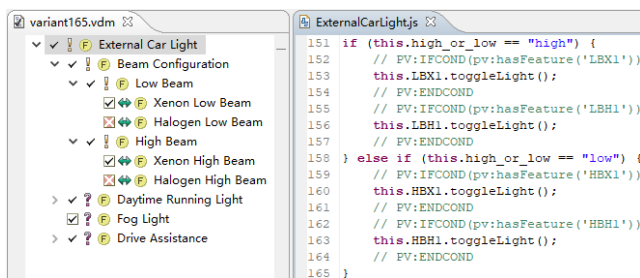 variant165.vdm
External Car Light
Beam Configuration
Low Beam
Xenon Low Beam
Halogen Low Beam
High Beam
Xenon High Beam
Halogen High Beam
Daytime Running Light
Fog Light
Drive Assistance
ExternalCarLight.js
151 if (this.high_or_low == "high") {
152 // PV:IFCOND(pv:hasFeature('LBX1'))
153 this.LBX1.toggleLight();
154 // PV:ENDCOND
155 // PV:IFCOND(pv:hasFeature('LBH1'))
156 this.LBH1.toggleLight();
157 // PV:ENDCOND
158 } else if (this.high_or_low == "low") {
159 // PV:IFCOND(pv:hasFeature('HBX1'))
160 this.HBX1.toggleLight();
161 // PV:ENDCOND
162 // PV:IFCOND(pv:hasFeature('HBH1'))
163 this.HBH1.toggleLight();
164 // PV:ENDCOND
165 }